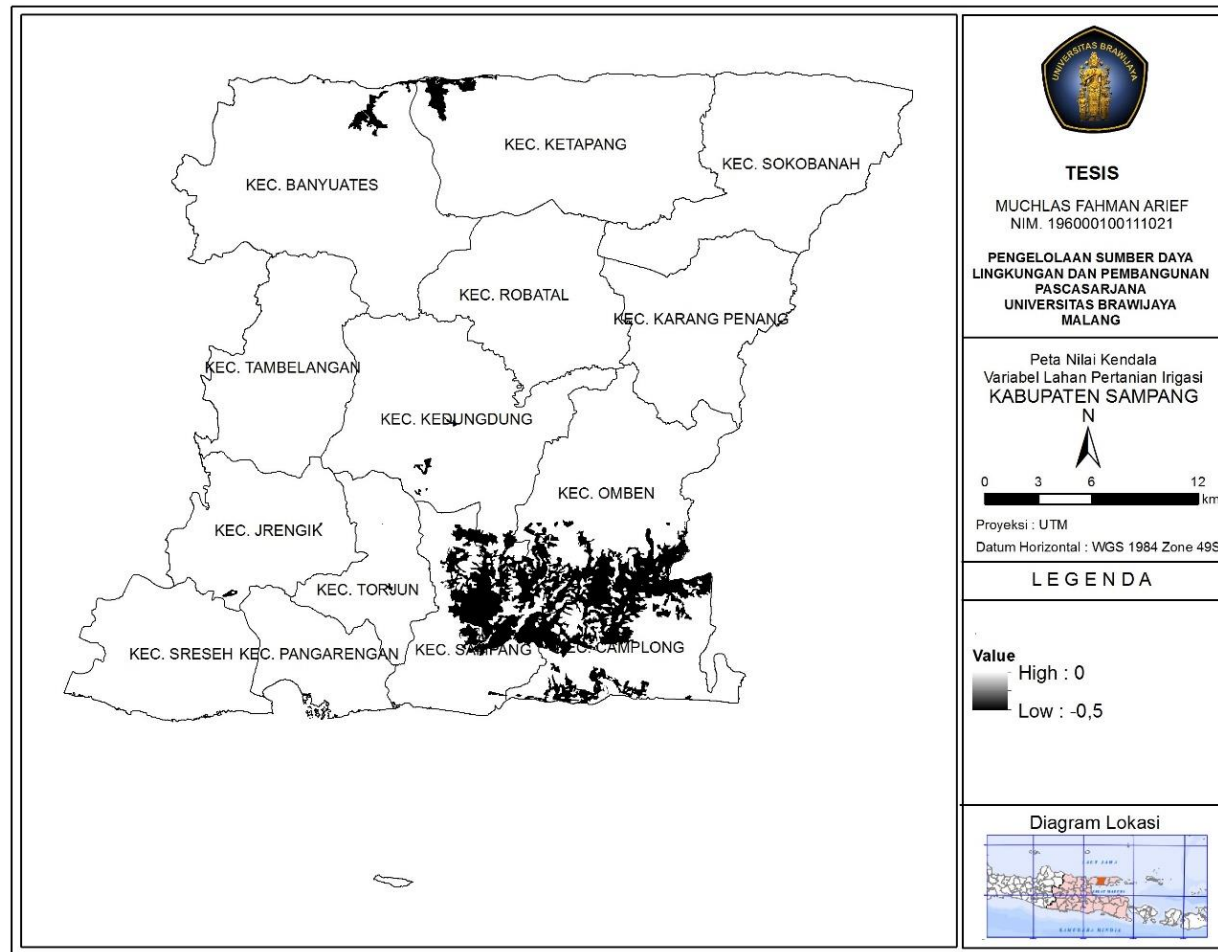 KEC. KETAPANG
KEC. SOKOBANAH
KEC. BANYUATES
KEC. ROBATAL
KEC. KARANG PENANG
KEC. TAMBELANGAN
KEC. KEDUNGDUNG
KEC. OMBEN
KEC. JRENGIK
KEC. TORJUN
KEC. SRESEH
KEC. PANGARENGAN
KEC. SAMPANG
KEC. CAMPLONG
UNIVERSITAS BRAWIJAYA
TESIS
MUCHLAS FAHMAN ARIEF
NIM. 196000100111021
PENGELOLAAN SUMBER DAYA
LINGKUNGAN DAN PEMBANGUNAN
PASCASARJANA
UNIVERSITAS BRAWIJAYA
MALANG
Peta Nilai Kendala
Variabel Lahan Pertanian Irigasi
KABUPATEN SAMPANG
N
0 3 6 12
km
Proyeksi : UTM
Datum Horizontal : WGS 1984 Zone 49S
LEGENDA
Value
High : 0
Low : -0,5
Diagram Lokasi